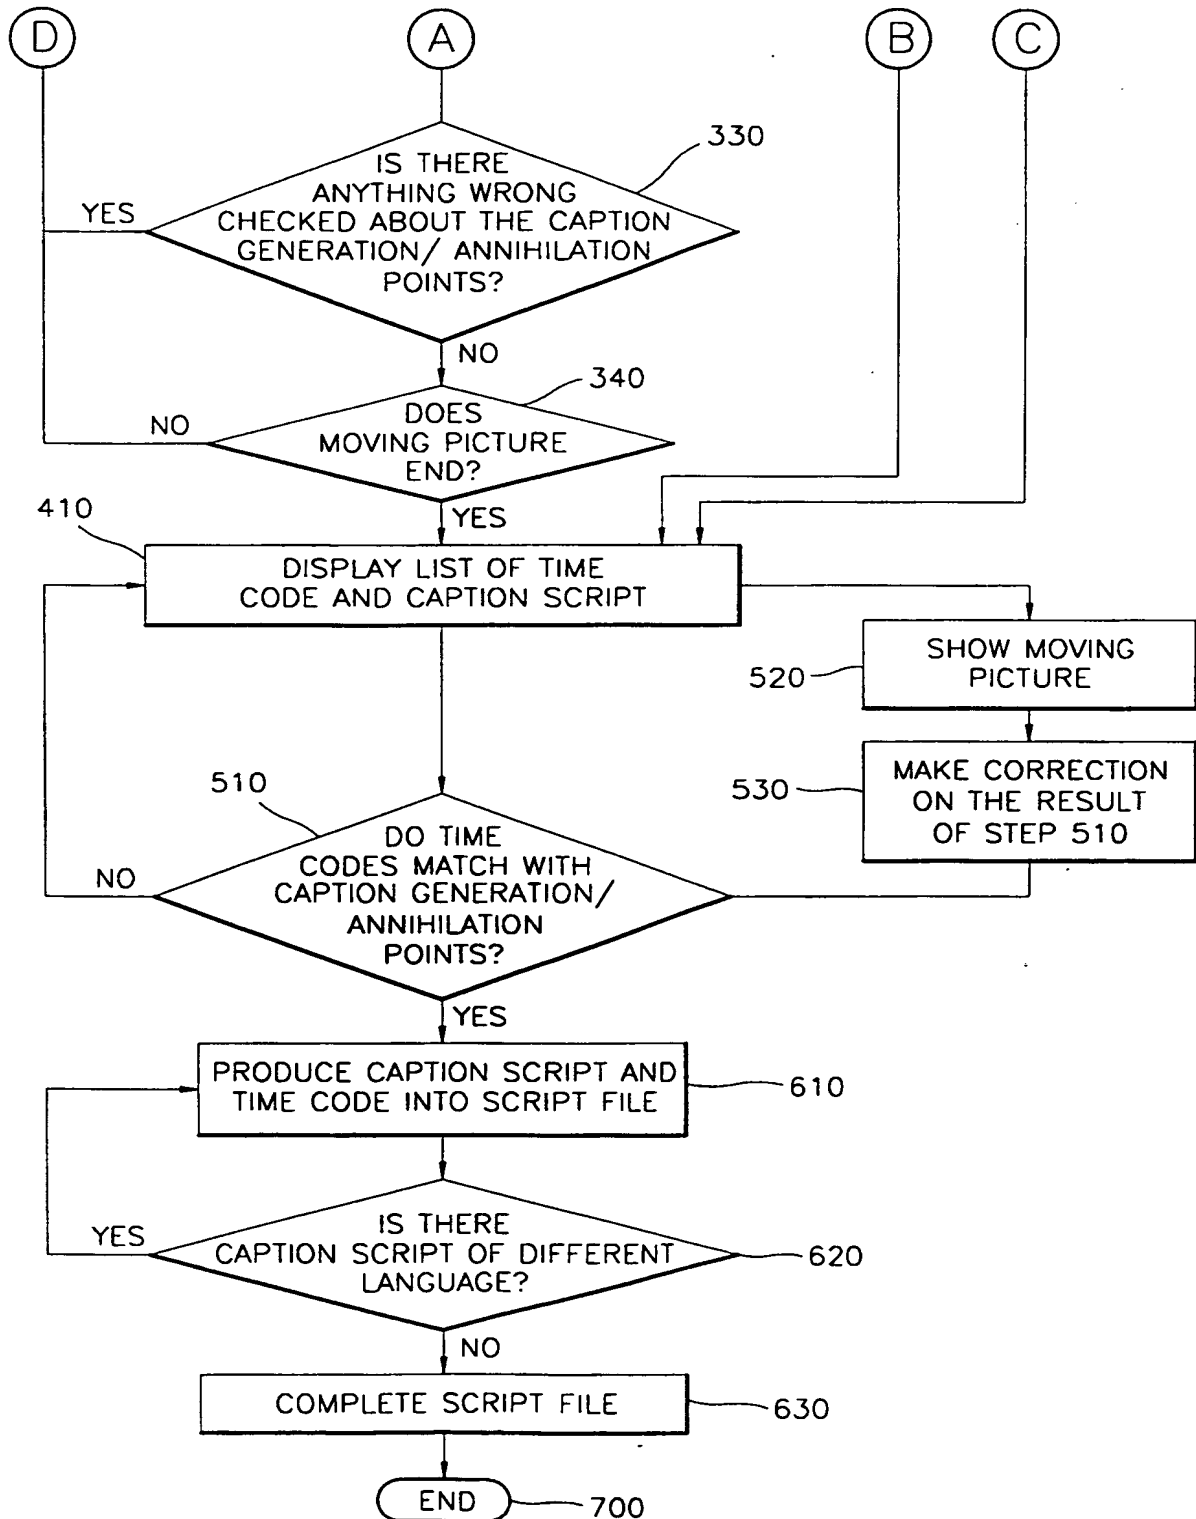 D
A
B
C
330
IS THERE
ANYTHING WRONG
CHECKED ABOUT THE CAPTION
GENERATION/ ANNIHILATION
POINTS?
YES
NO
340
DOES
MOVING PICTURE
END?
NO
YES
410
DISPLAY LIST OF TIME
CODE AND CAPTION SCRIPT
SHOW MOVING
PICTURE
520
MAKE CORRECTION
ON THE RESULT
OF STEP 510
530
510
DO TIME
CODES MATCH WITH
CAPTION GENERATION/
ANNIHILATION
POINTS?
NO
YES
PRODUCE CAPTION SCRIPT AND
TIME CODE INTO SCRIPT FILE
610
YES
IS THERE
CAPTION SCRIPT OF DIFFERENT
LANGUAGE?
620
NO
COMPLETE SCRIPT FILE
630
END
700